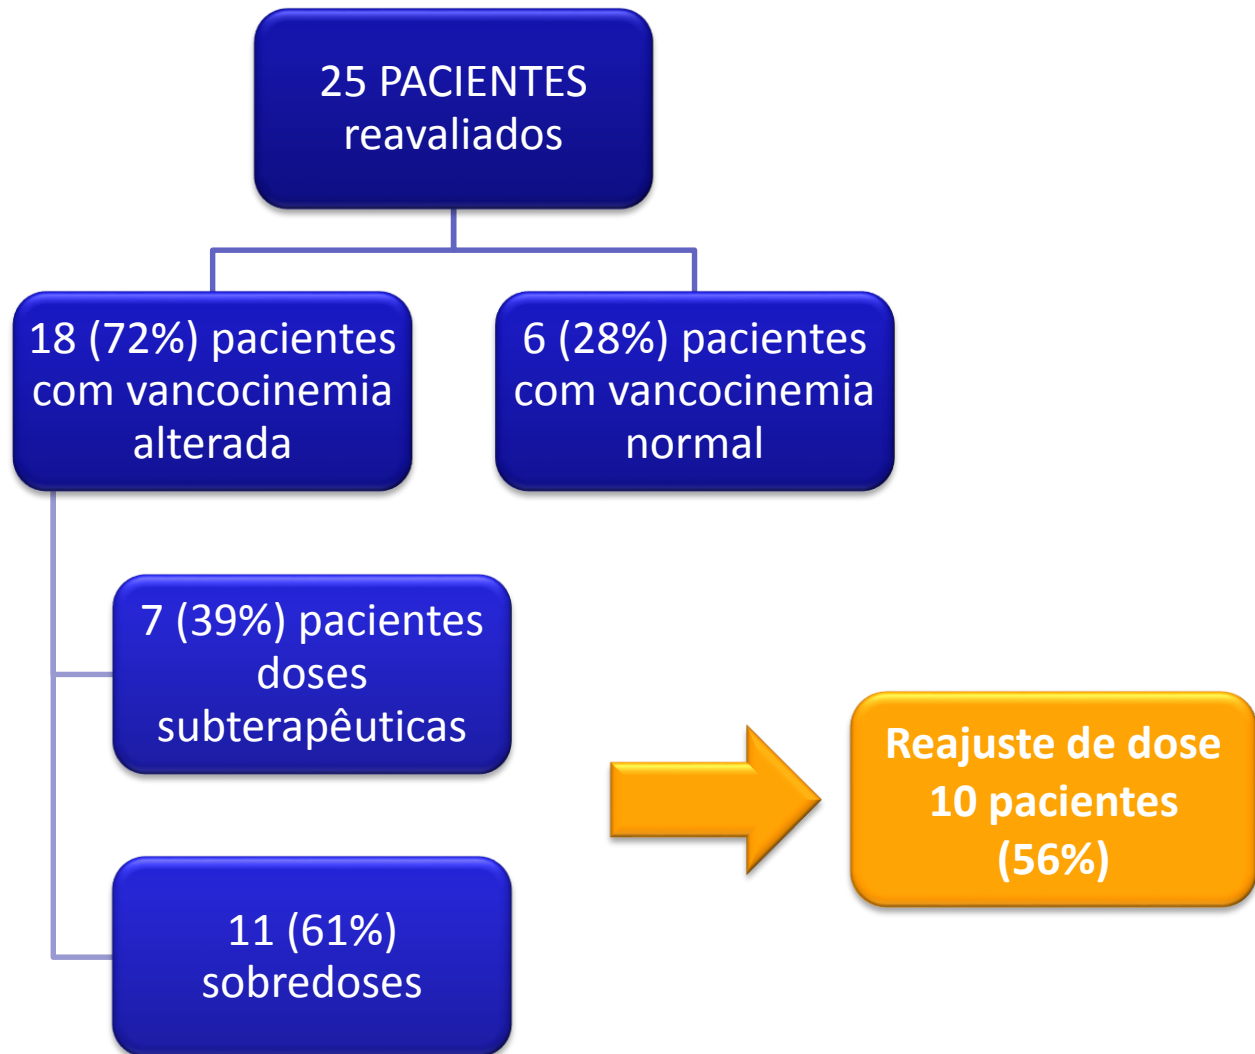 25 PACIENTES
reavaliados
18 (72%) pacientes
com vancocinemia
alterada
6 (28%) pacientes
com vancocinemia
normal
7 (39%) pacientes
doses
subterapêuticas
Reajuste de dose
10 pacientes
(56%)
11 (61%)
sobredoses